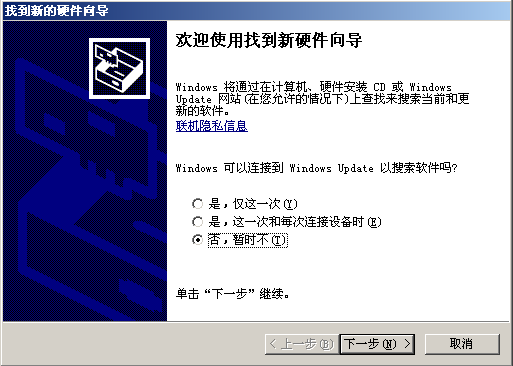 找到新的硬件向导
欢迎使用找到新硬件向导
Windows 将通过在计算机、硬件安装 CD 或 Windows
Update 网站(在您允许的情况下)上查找来搜索当前和更
新的软件。
联机隐私信息
Windows 可以连接到 Windows Update 以搜索软件吗?
是，仅这一次(Y)
是，这一次和每次连接设备时(E)
否，暂时不(T)
单击“下一步”继续。
< 上一步(B) 下一步(N) > 取消